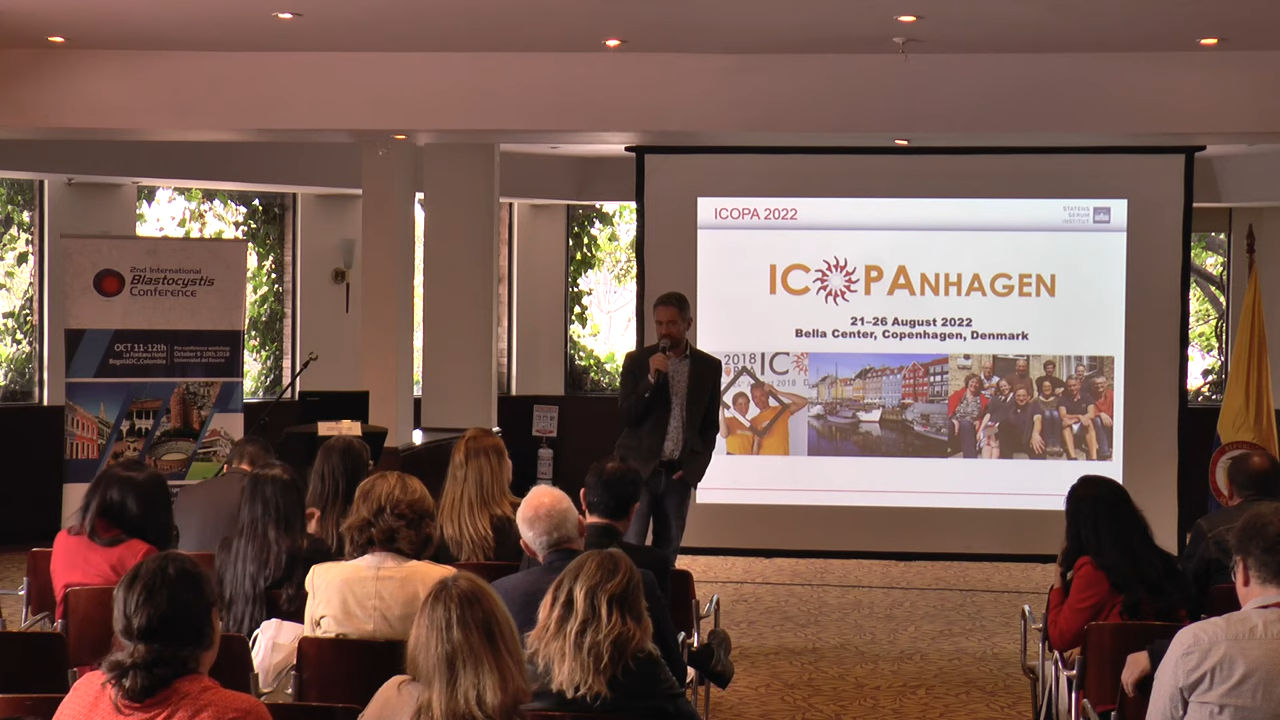 2nd International
Blastocystis
Conference
OCT 11-12th
La Fontana Hotel
Bogotá DC, Colombia
Pre conference workshop
October 9-10th, 2018
Universidad del Rosario
ICOPA 2022
STATENS
SERUM
INSTITUT
ICOPANHAGEN
21–26 August 2022
Bella Center, Copenhagen, Denmark
2018
IC
August 2018